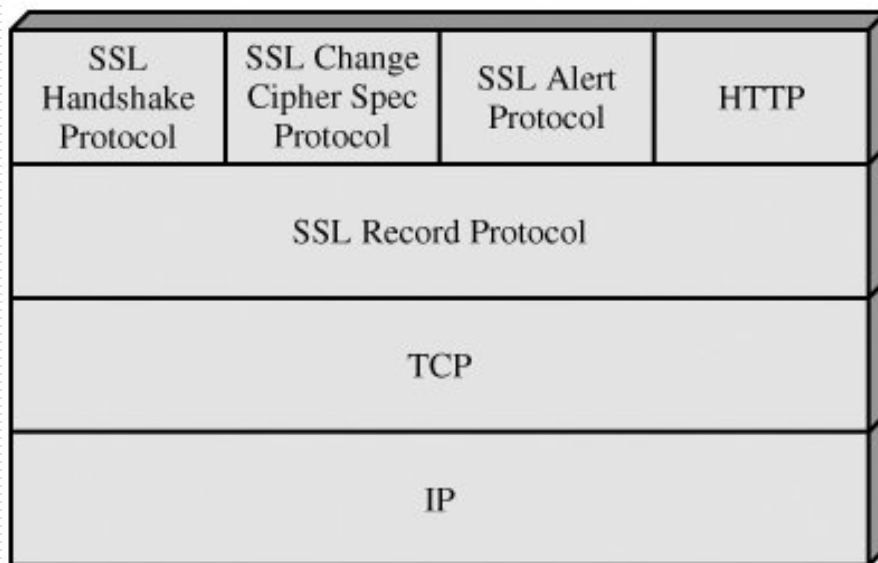 SSL
Handshake
Protocol
SSL Change
Cipher Spec
Protocol
SSL Alert
Protocol
HTTP
SSL Record Protocol
TCP
IP